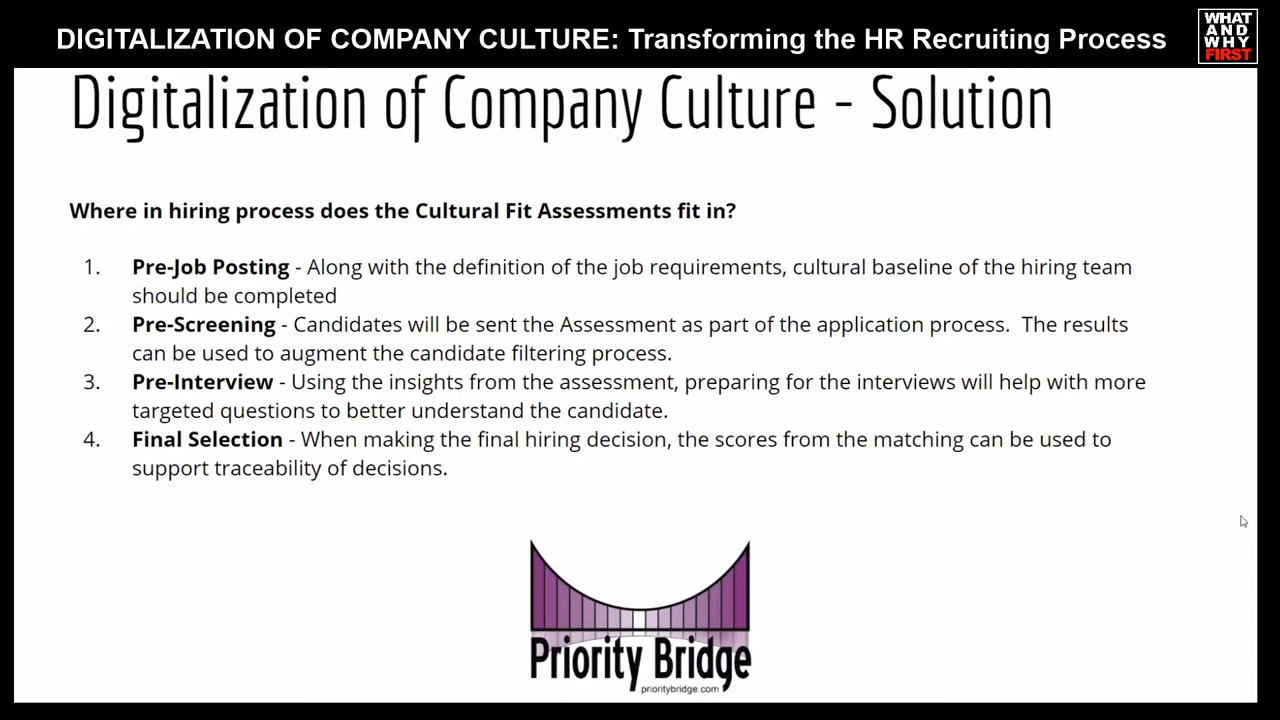 DIGITALIZATION OF COMPANY CULTURE: Transforming the HR Recruiting Process
WHAT
AND
WHY
FIRST
Digitalization of Company Culture - Solution
Where in hiring process does the Cultural Fit Assessments fit in?
1. Pre-Job Posting - Along with the definition of the job requirements, cultural baseline of the hiring team
should be completed
2. Pre-Screening - Candidates will be sent the Assessment as part of the application process. The results
can be used to augment the candidate filtering process.
3. Pre-Interview - Using the insights from the assessment, preparing for the interviews will help with more
targeted questions to better understand the candidate.
4. Final Selection - When making the final hiring decision, the scores from the matching can be used to
support traceability of decisions.
Priority Bridge
prioritybridge.com